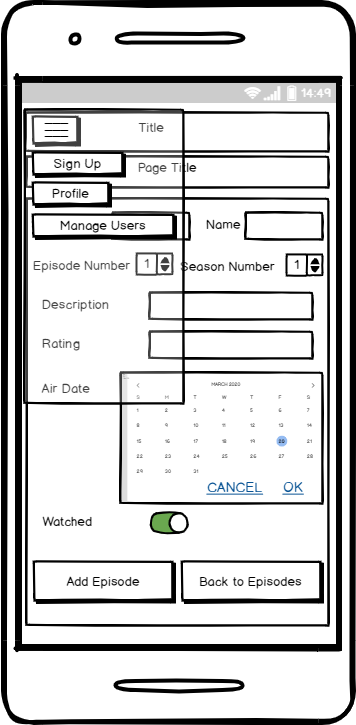 14:49
Title
Sign Up
Page Title
Profile
Manage Users
Name
Episode Number 1 Season Number 1
Description
Rating
Air Date
MARCH 2020
S M T W T F S
1 2 3 4 5 6 7
8 9 10 11 12 13 14
15 16 17 18 19 20 21
22 23 24 25 26 27 28
29 30 31
CANCEL OK
Watched
Add Episode Back to Episodes